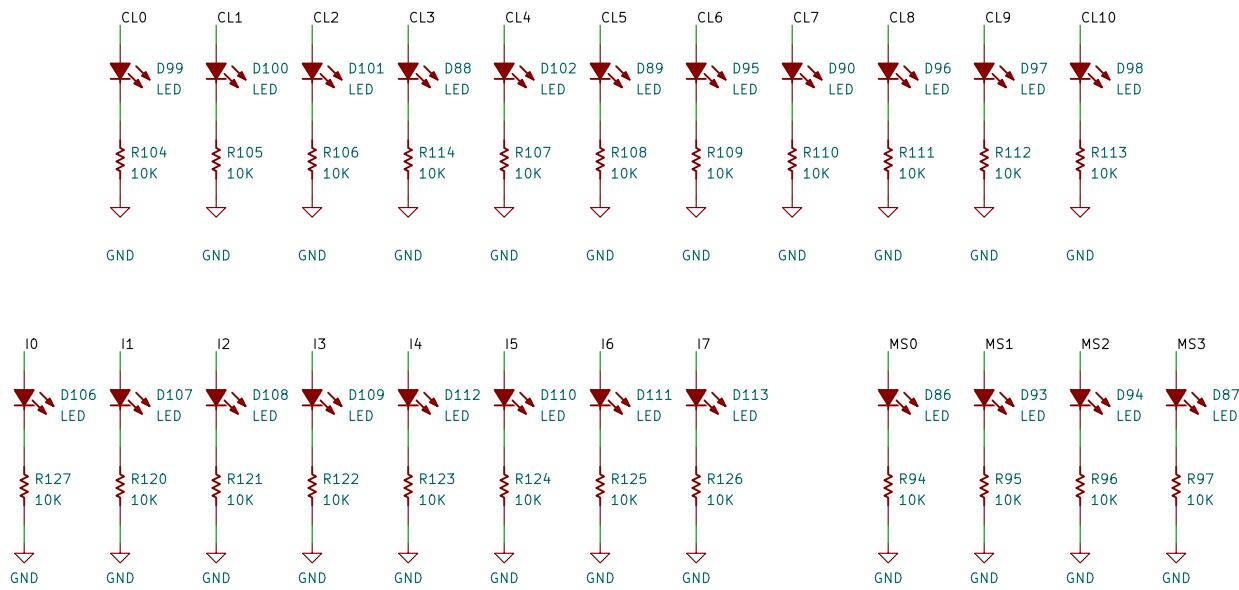 CL0 CL1 CL2 CL3 CL4 CL5 CL6 CL7 CL8 CL9 CL10
D99 D100 D101 D88 D102 D89 D95 D90 D96 D97 D98
LED LED LED LED LED LED LED LED LED LED LED
R104 R105 R106 R114 R107 R108 R109 R110 R111 R112 R113
10K 10K 10K 10K 10K 10K 10K 10K 10K 10K 10K
GND GND GND GND GND GND GND GND GND GND GND
I0 I1 I2 I3 I4 I5 I6 I7 MS0 MS1 MS2 MS3
D106 D107 D108 D109 D112 D110 D111 D113 D86 D93 D94 D87
LED LED LED LED LED LED LED LED LED LED LED LED
R127 R120 R121 R122 R123 R124 R125 R126 R94 R95 R96 R97
10K 10K 10K 10K 10K 10K 10K 10K 10K 10K 10K 10K
GND GND GND GND GND GND GND GND GND GND GND GND